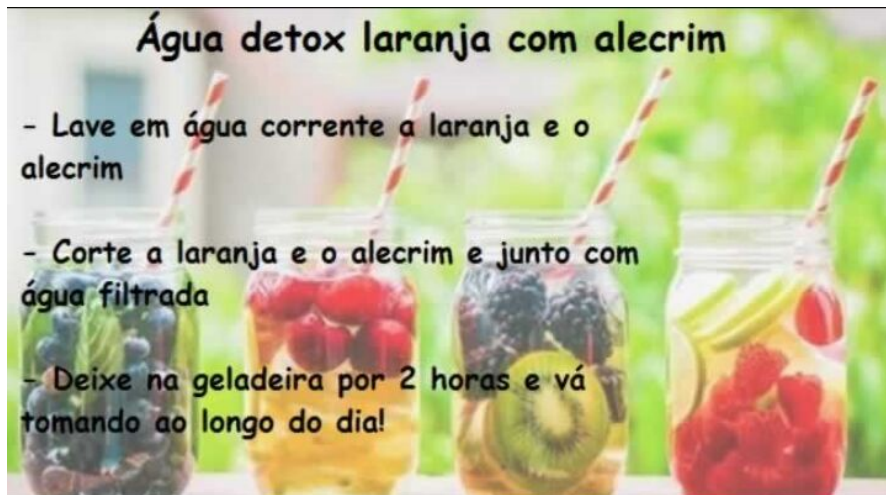 Água detox laranja com alecrim
- Lave em água corrente a laranja e o
alecrim
- Corte a laranja e o alecrim e junto com
água filtrada
- Deixe na geladeira por 2 horas e vá
tomando ao longo do dia!